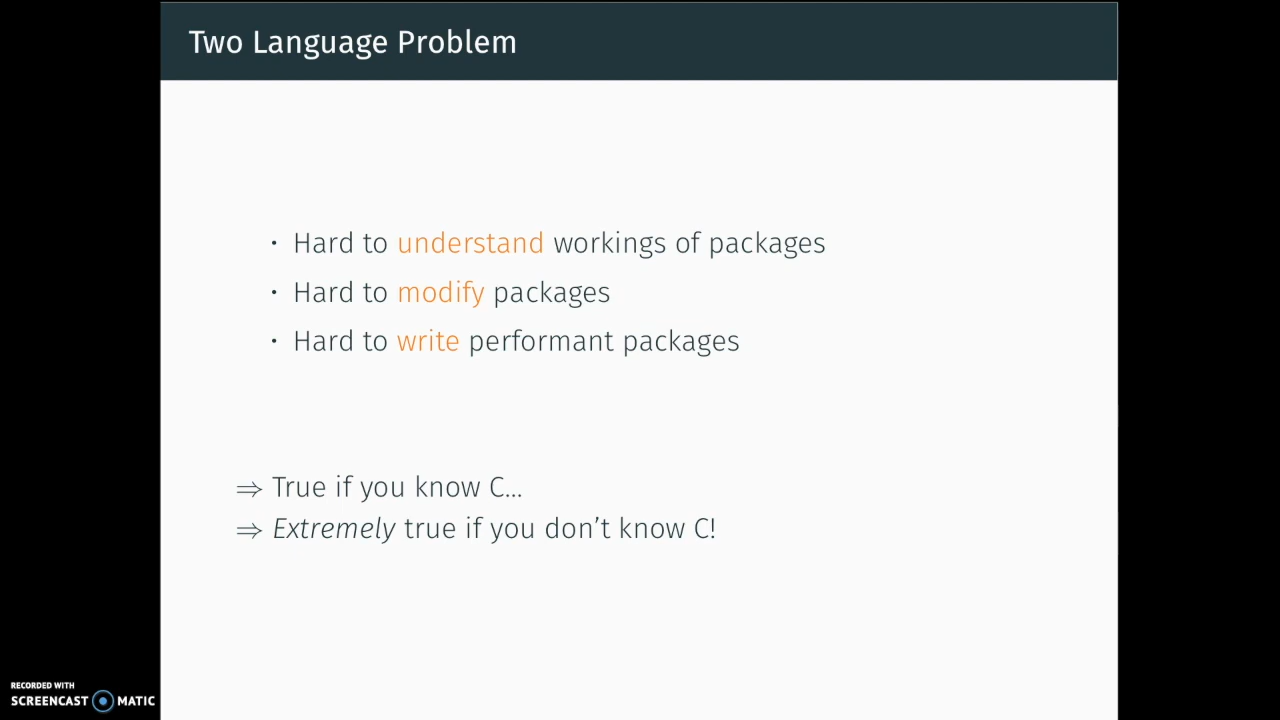 Two Language Problem
· Hard to understand workings of packages
· Hard to modify packages
· Hard to write performant packages
⇒ True if you know C...
⇒ Extremely true if you don't know C!
RECORDED WITH
SCREENCAST MATIC